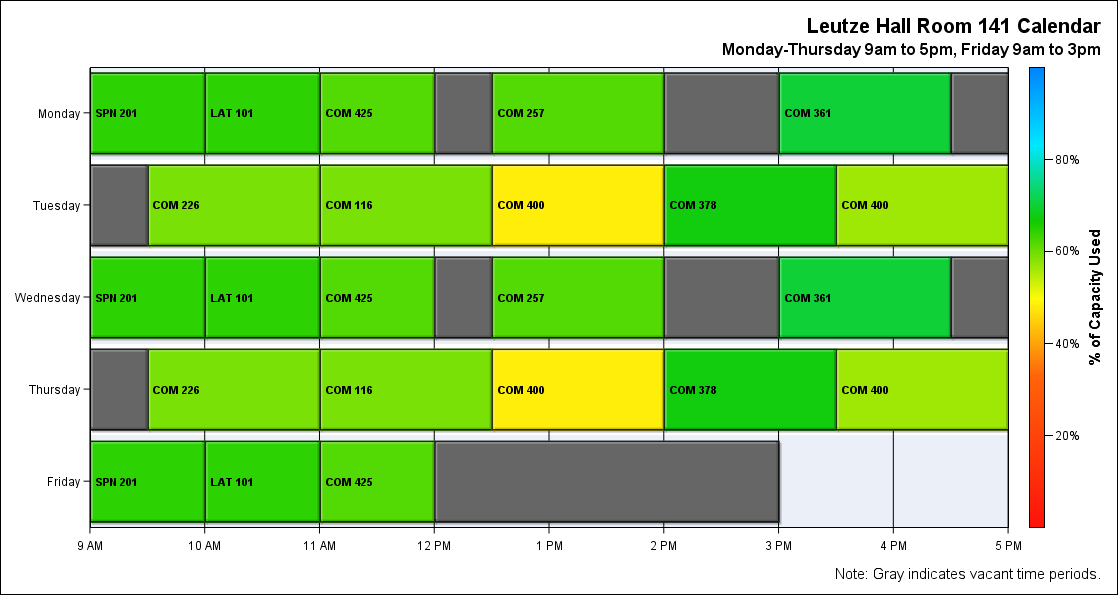 Leutze Hall Room 141 Calendar
Monday-Thursday 9am to 5pm, Friday 9am to 3pm
Monday
SPN 201 LAT 101 COM 425 COM 257 COM 361
Tuesday
COM 226 COM 116 COM 400 COM 378 COM 400
Wednesday
SPN 201 LAT 101 COM 425 COM 257 COM 361
Thursday
COM 226 COM 116 COM 400 COM 378 COM 400
Friday
SPN 201 LAT 101 COM 425
9 AM 10 AM 11 AM 12 PM 1 PM 2 PM 3 PM 4 PM 5 PM
80%
60%
40%
20%
% of Capacity Used
Note: Gray indicates vacant time periods.